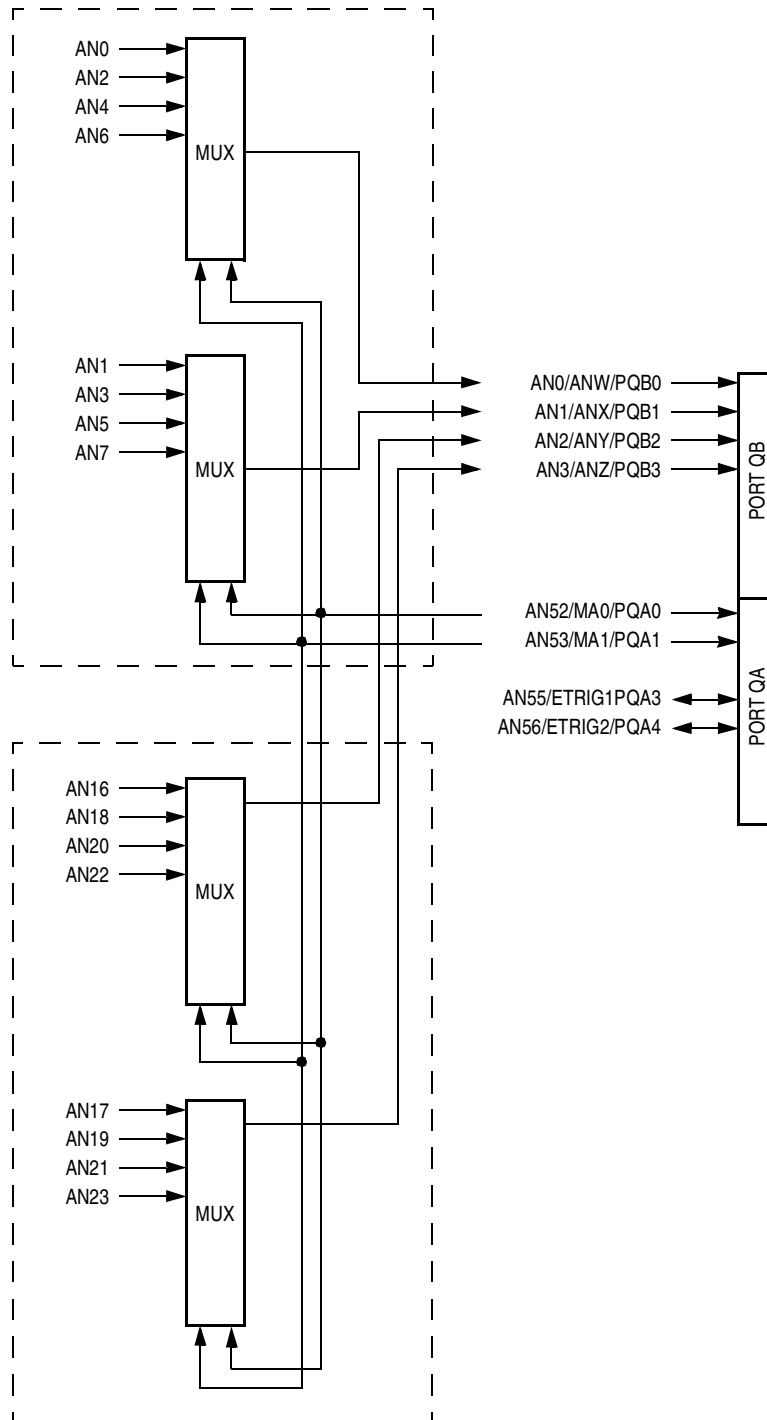 AN0
AN2
AN4
AN6
MUX
AN1
AN3
AN5
AN7
MUX
AN0/ANW/PQB0
AN1/ANX/PQB1
AN2/ANY/PQB2
AN3/ANZ/PQB3
PORT QB
AN52/MA0/PQA0
AN53/MA1/PQA1
AN55/ETRIG1PQA3
AN56/ETRIG2/PQA4
PORT QA
AN16
AN18
AN20
AN22
MUX
AN17
AN19
AN21
AN23
MUX